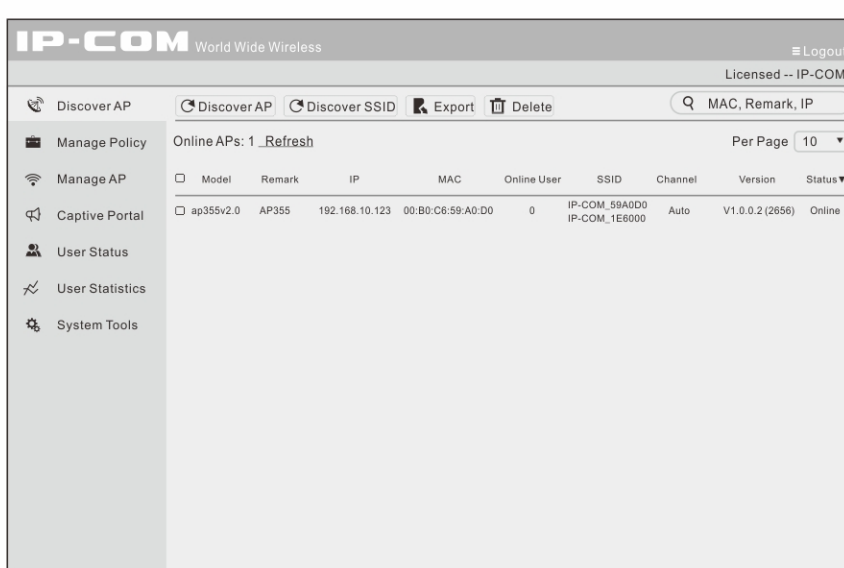 IP-COM World Wide Wireless
Logout
Licensed -- IP-COM
Discover AP
Manage Policy
Manage AP
Captive Portal
User Status
User Statistics
System Tools
Discover AP Discover SSID Export Delete MAC, Remark, IP
Online APs: 1 Refresh Per Page 10
Model Remark IP MAC Online User SSID Channel Version Status
ap355v2.0 AP355 192.168.10.123 00:B0:C6:59:A0:D0 0 IP-COM_59A0D0 Auto V1.0.0.2 (2656) Online
IP-COM_1E6000